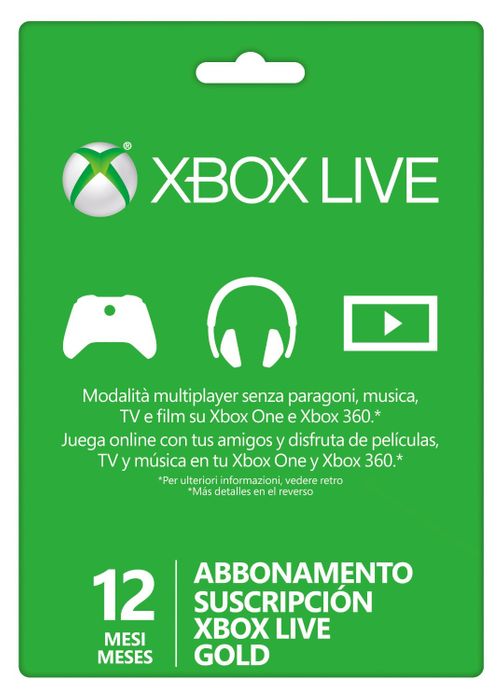 XBOX LIVE
Modalità multiplayer senza paragoni, musica,
TV e film su Xbox One e Xbox 360.*
Juega online con tus amigos y disfruta de películas,
TV y música en tu Xbox One y Xbox 360.*
*Per ulteriori informazioni, vedere retro
*Más detalles en el reverso
12
MESI
MESES
ABBONAMENTO
SUSCRIPCIÓN
XBOX LIVE
GOLD